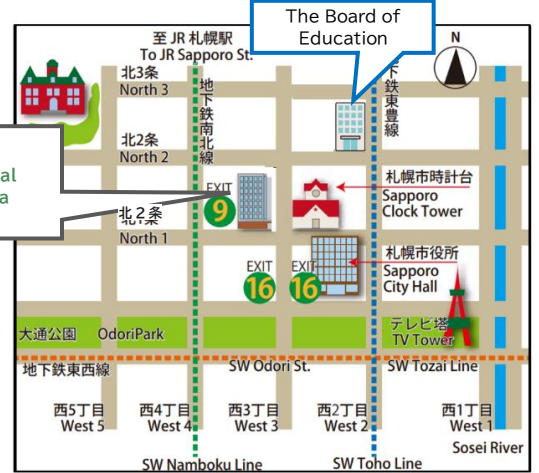 The Board of
Education
N
至 JR 札幌駅
To JR Sapporo St.
北3条
North 3
地下鉄南北線
下鉄東豊線
北2条
North 2
al
a
EXIT
9
北2条
North 1
札幌市時計台
Sapporo
Clock Tower
EXIT
16
EXIT
16
札幌市役所
Sapporo
City Hall
大通公園 OdoriPark
テレビ塔
TV Tower
地下鉄東西線
SW Odori St.
SW Tozai Line
西5丁目
West 5
西4丁目
West 4
西3丁目
West 3
西2丁目
West 2
西1丁目
West 1
Sosei River
SW Namboku Line
SW Toho Line